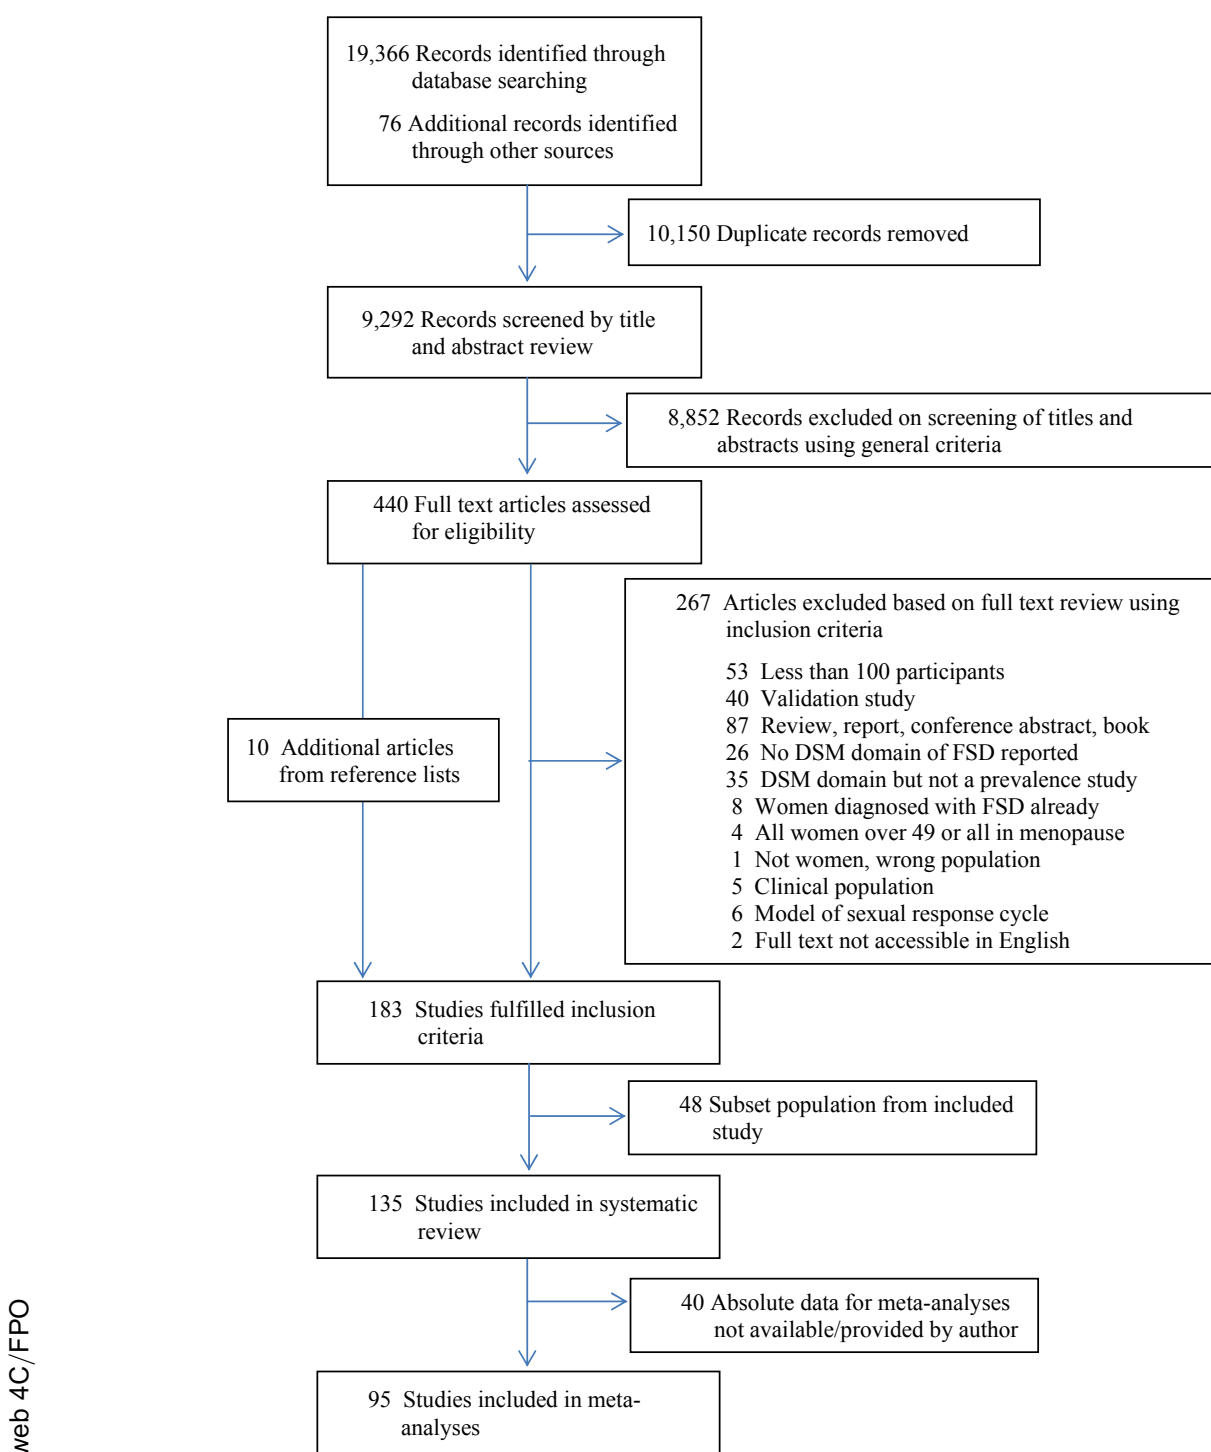 19,366 Records identified through
database searching
76 Additional records identified
through other sources
10,150 Duplicate records removed
9,292 Records screened by title
and abstract review
8,852 Records excluded on screening of titles and
abstracts using general criteria
440 Full text articles assessed
for eligibility
267 Articles excluded based on full text review using
inclusion criteria
53 Less than 100 participants
40 Validation study
87 Review, report, conference abstract, book
26 No DSM domain of FSD reported
35 DSM domain but not a prevalence study
8 Women diagnosed with FSD already
4 All women over 49 or all in menopause
1 Not women, wrong population
5 Clinical population
6 Model of sexual response cycle
2 Full text not accessible in English
10 Additional articles
from reference lists
183 Studies fulfilled inclusion
criteria
48 Subset population from included
study
135 Studies included in systematic
review
40 Absolute data for meta-analyses
not available/provided by author
95 Studies included in meta-
analyses
web 4C/FPO